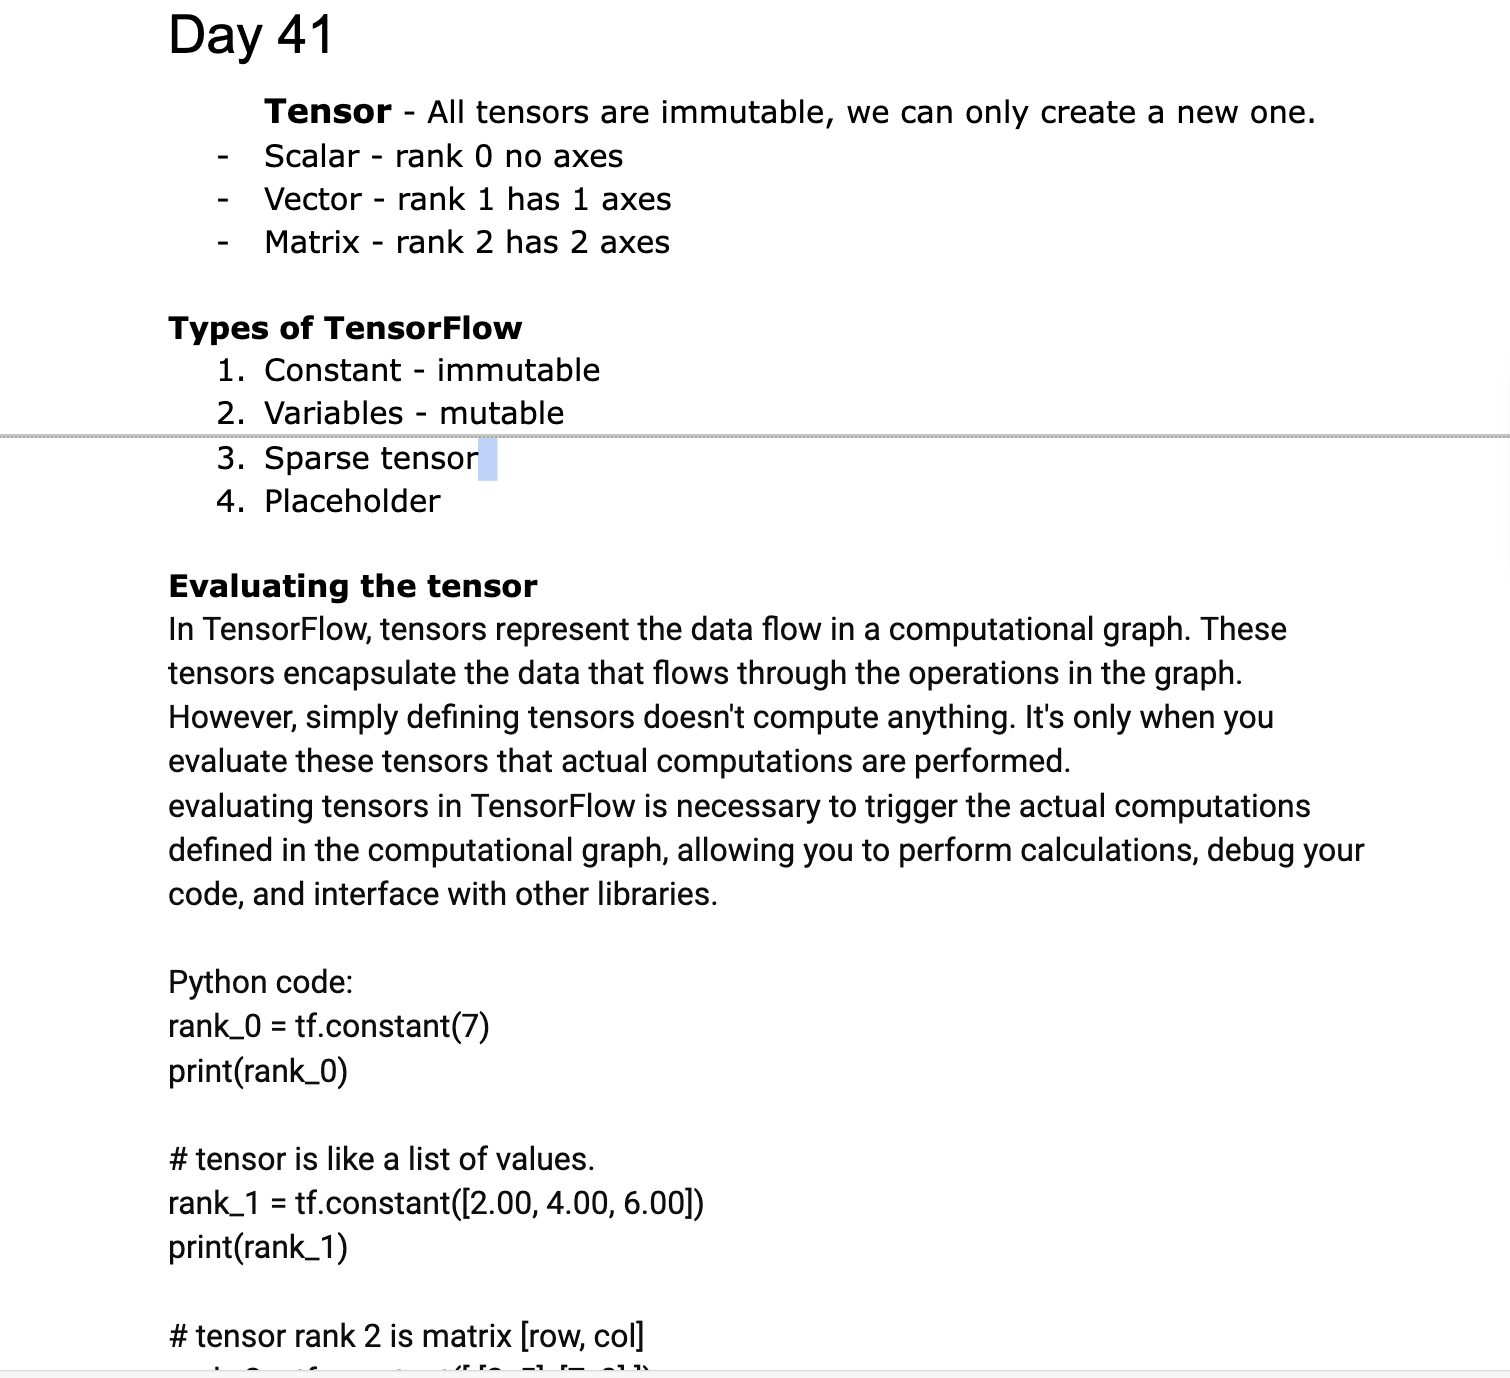 Day 41
Tensor - All tensors are immutable, we can only create a new one.
- Scalar - rank 0 no axes
- Vector - rank 1 has 1 axes
- Matrix - rank 2 has 2 axes
Types of TensorFlow
1. Constant - immutable
2. Variables - mutable
3. Sparse tensor
4. Placeholder
Evaluating the tensor
In TensorFlow, tensors represent the data flow in a computational graph. These
tensors encapsulate the data that flows through the operations in the graph.
However, simply defining tensors doesn't compute anything. It's only when you
evaluate these tensors that actual computations are performed.
evaluating tensors in TensorFlow is necessary to trigger the actual computations
defined in the computational graph, allowing you to perform calculations, debug your
code, and interface with other libraries.
Python code:
rank_0 = tf.constant(7)
print(rank_0)
# tensor is like a list of values.
rank_1 = tf.constant([2.00, 4.00, 6.00])
print(rank_1)
# tensor rank 2 is matrix [row, col]